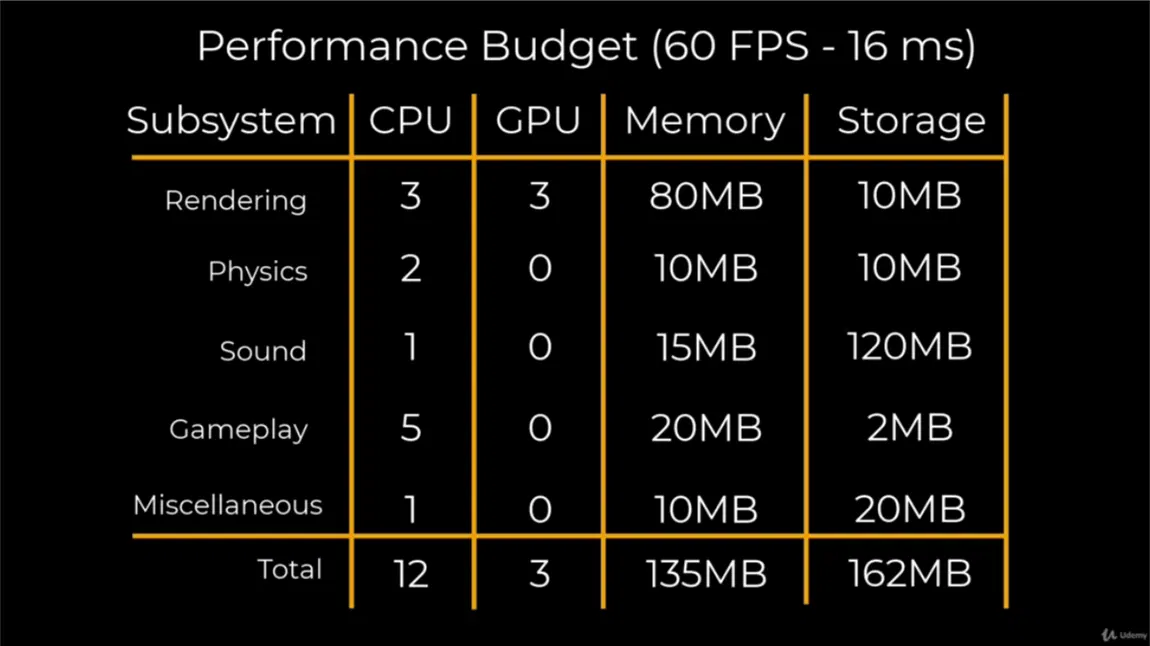 Performance Budget (60 FPS - 16 ms)
Subsystem CPU GPU Memory Storage
Rendering 3 3 80MB 10MB
Physics 2 0 10MB 10MB
Sound 1 0 15MB 120MB
Gameplay 5 0 20MB 2MB
Miscellaneous 1 0 10MB 20MB
Total 12 3 135MB 162MB
Udemy